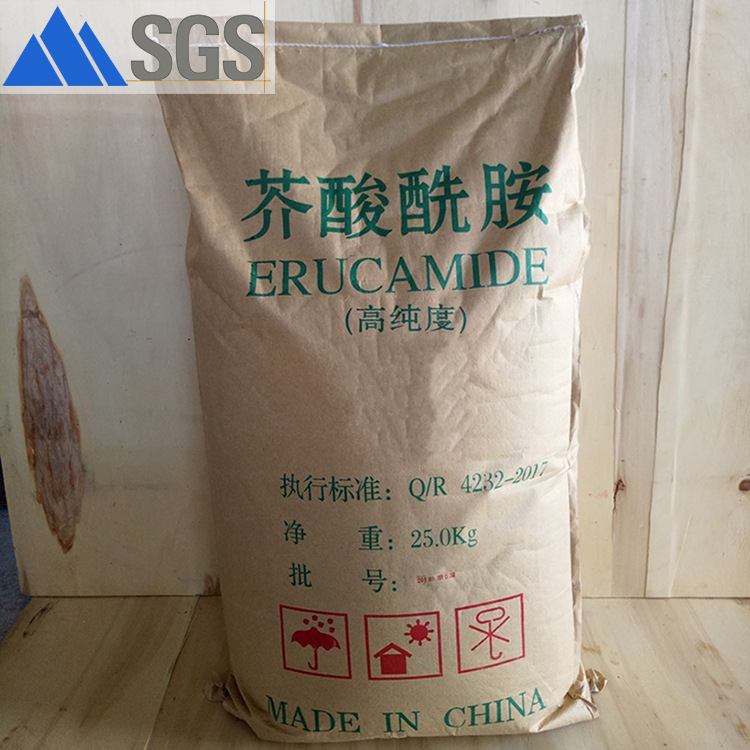 SGS
芥酸酰胺
ERUCAMIDE
(高纯度)
执行标准: Q/R 4232-2017
净 重: 25.0Kg
批 号:
MADE IN CHINA